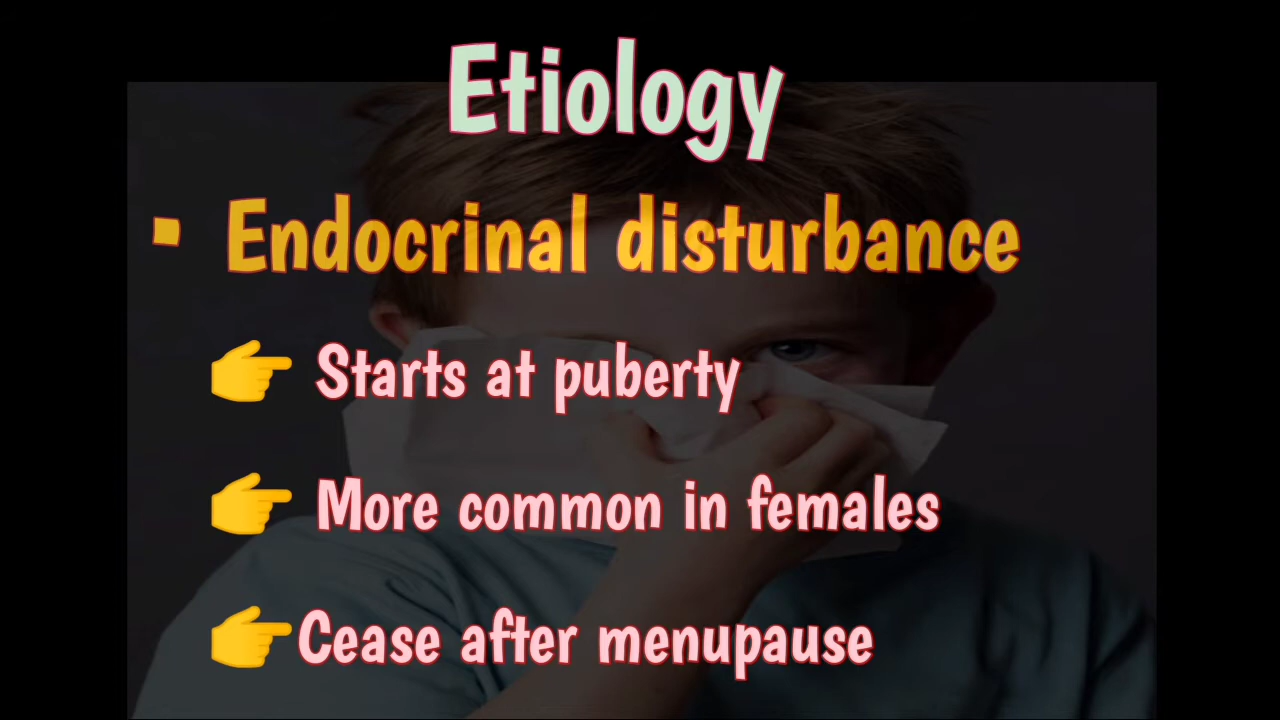 Etiology
▪ Endocrinal disturbance
👉 Starts at puberty
👉 More common in females
👉 Cease after menupause